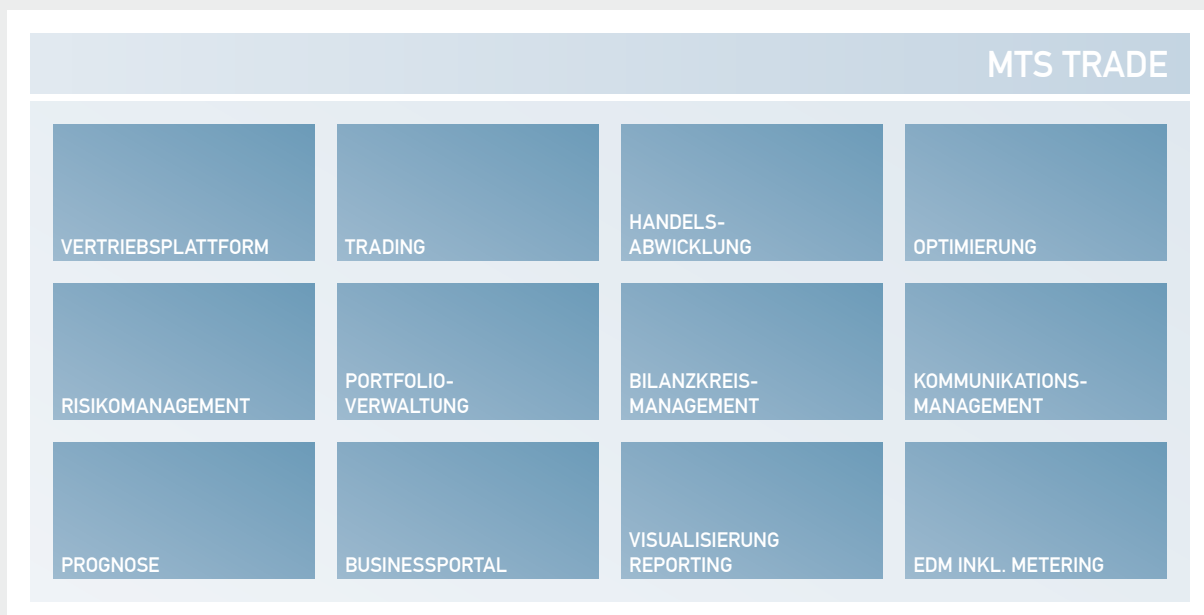 MTS TRADE
VERTRIEBSPLATTFORM
TRADING
HANDELS-
ABWICKLUNG
OPTIMIERUNG
RISIKOMANAGEMENT
PORTFOLIO-
VERWALTUNG
BILANZKREIS-
MANAGEMENT
KOMMUNIKATIONS-
MANAGEMENT
PROGNOSE
BUSINESSPORTAL
VISUALISIERUNG
REPORTING
EDM INKL. METERING